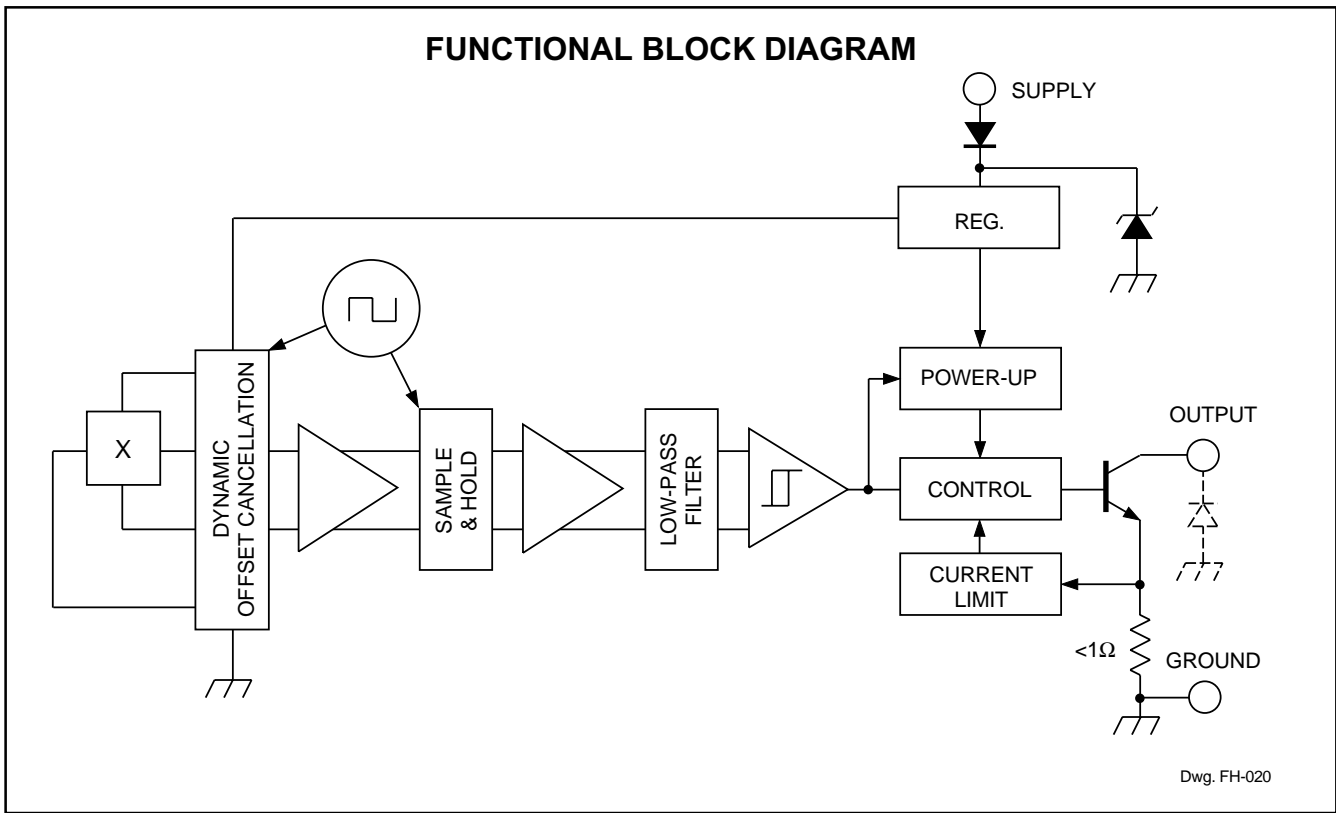 FUNCTIONAL BLOCK DIAGRAM
SUPPLY
REG.
POWER-UP
OUTPUT
X
DYNAMIC
OFFSET CANCELLATION
SAMPLE
& HOLD
LOW-PASS
FILTER
CONTROL
CURRENT
LIMIT
<1Ω
GROUND
Dwg. FH-020